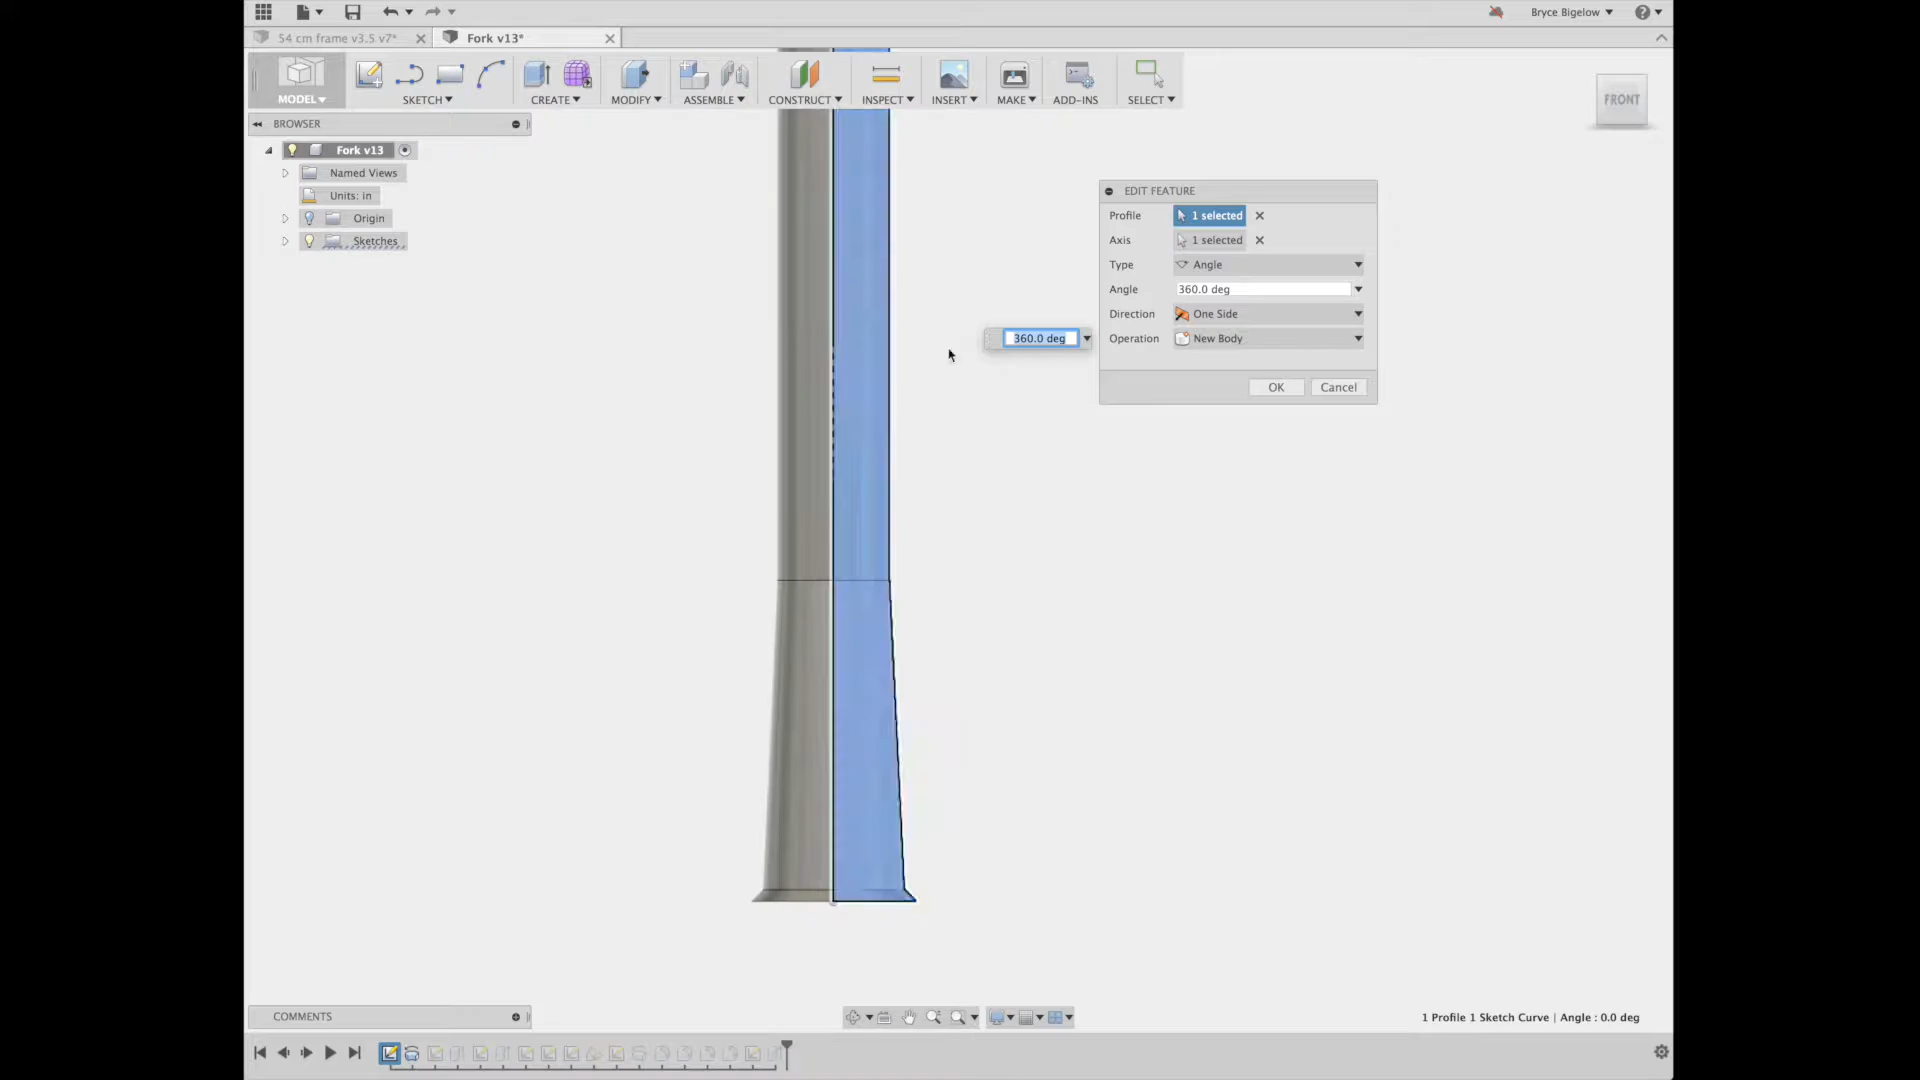 Bryce Bigelow
54 cm frame v3.5 v7*
Fork v13*
MODEL
SKETCH
CREATE
MODIFY
ASSEMBLE
CONSTRUCT
INSPECT
INSERT
MAKE
ADD-INS
SELECT
FRONT
BROWSER
Fork v13
Named Views
Units: in
Origin
Sketches
EDIT FEATURE
Profile 1 selected
Axis 1 selected
Type Angle
Angle 360.0 deg
Direction One Side
Operation New Body
360.0 deg
OK Cancel
COMMENTS
1 Profile 1 Sketch Curve | Angle : 0.0 deg